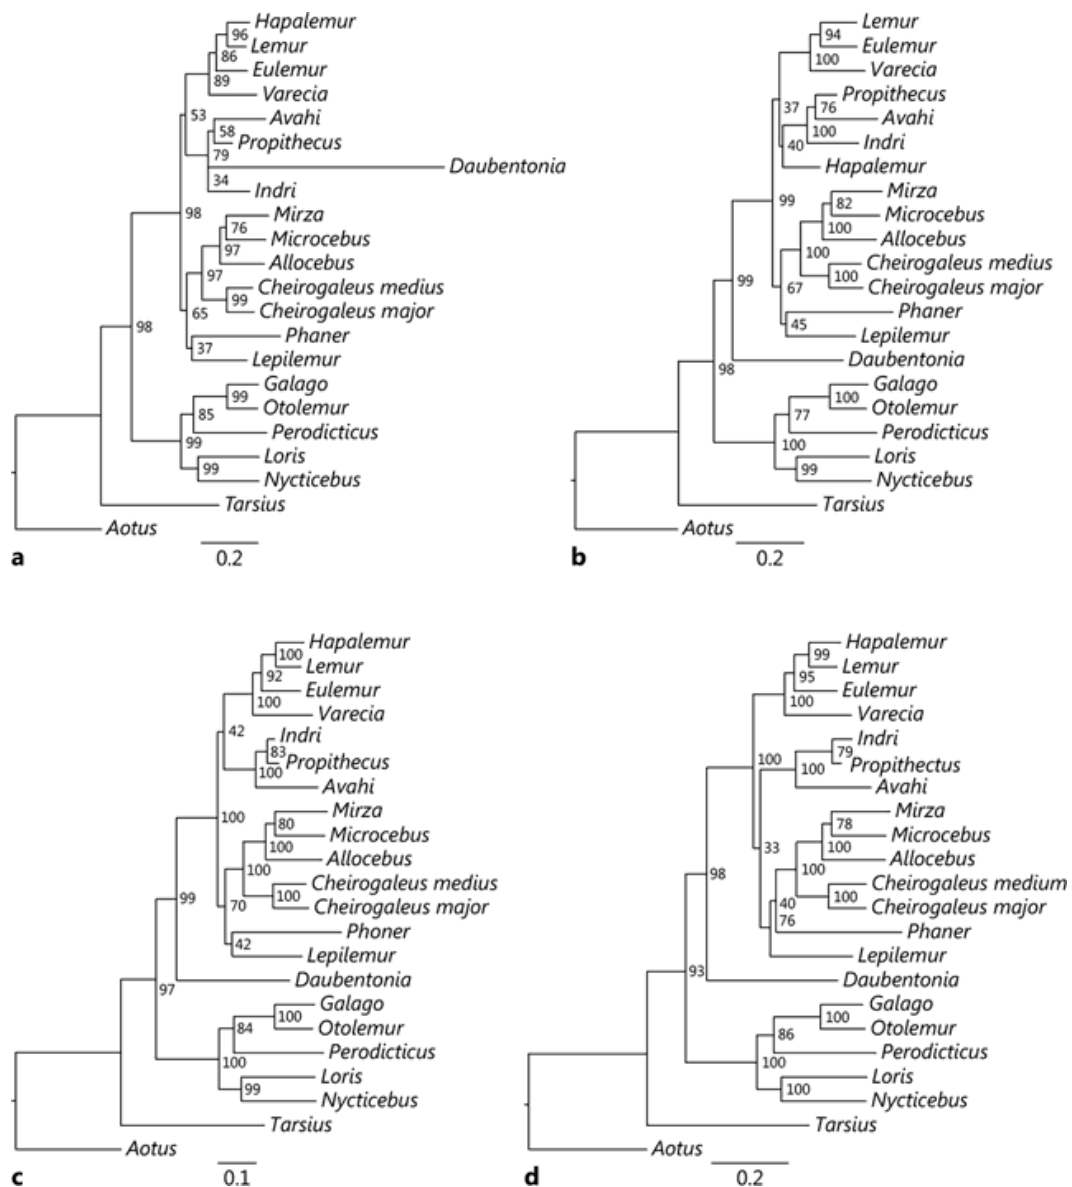 Hapalemur
96
Lemur
86
Eulemur
89
Varecia
53
Avahi
58
Propithecus
79
Daubentonia
34
Indri
98
Mirza
76
Microcebus
97
Allocebus
97
Cheirogaleus medius
99
65
Cheirogaleus major
98
Phaner
37
Lepilemur
Galago
99
Otolemur
85
Perodicticus
99
Loris
99
Nycticebus
Tarsius
Aotus
a
0.2
Lemur
94
Eulemur
100
Varecia
Propithecus
37
76
Avahi
100
40
Indri
Hapalemur
99
Mirza
82
Microcebus
100
Allocebus
100
Cheirogaleus medius
99
100
67
Cheirogaleus major
Phaner
45
Lepilemur
98
Daubentonia
Galago
100
Otolemur
77
Perodicticus
100
Loris
99
Nycticebus
Tarsius
Aotus
b
0.2
Hapalemur
100
Lemur
92
Eulemur
100
Varecia
42
Indri
83
Propithecus
100
Avahi
100
Mirza
80
Microcebus
100
Allocebus
100
Cheirogaleus medius
99
100
70
Cheirogaleus major
Phoner
42
Lepilemur
Daubentonia
97
Galago
100
Otolemur
84
Perodicticus
100
Loris
99
Nycticebus
Tarsius
Aotus
c
0.1
Hapalemur
99
Lemur
95
Eulemur
100
Varecia
Indri
100
79
Propithectus
100
Avahi
Mirza
78
Microcebus
33
100
Allocebus
100
98
Cheirogaleus medium
100
40
Cheirogaleus major
76
Phaner
Lepilemur
93
Daubentonia
Galago
100
Otolemur
86
Perodicticus
100
Loris
100
Nycticebus
Tarsius
Aotus
d
0.2